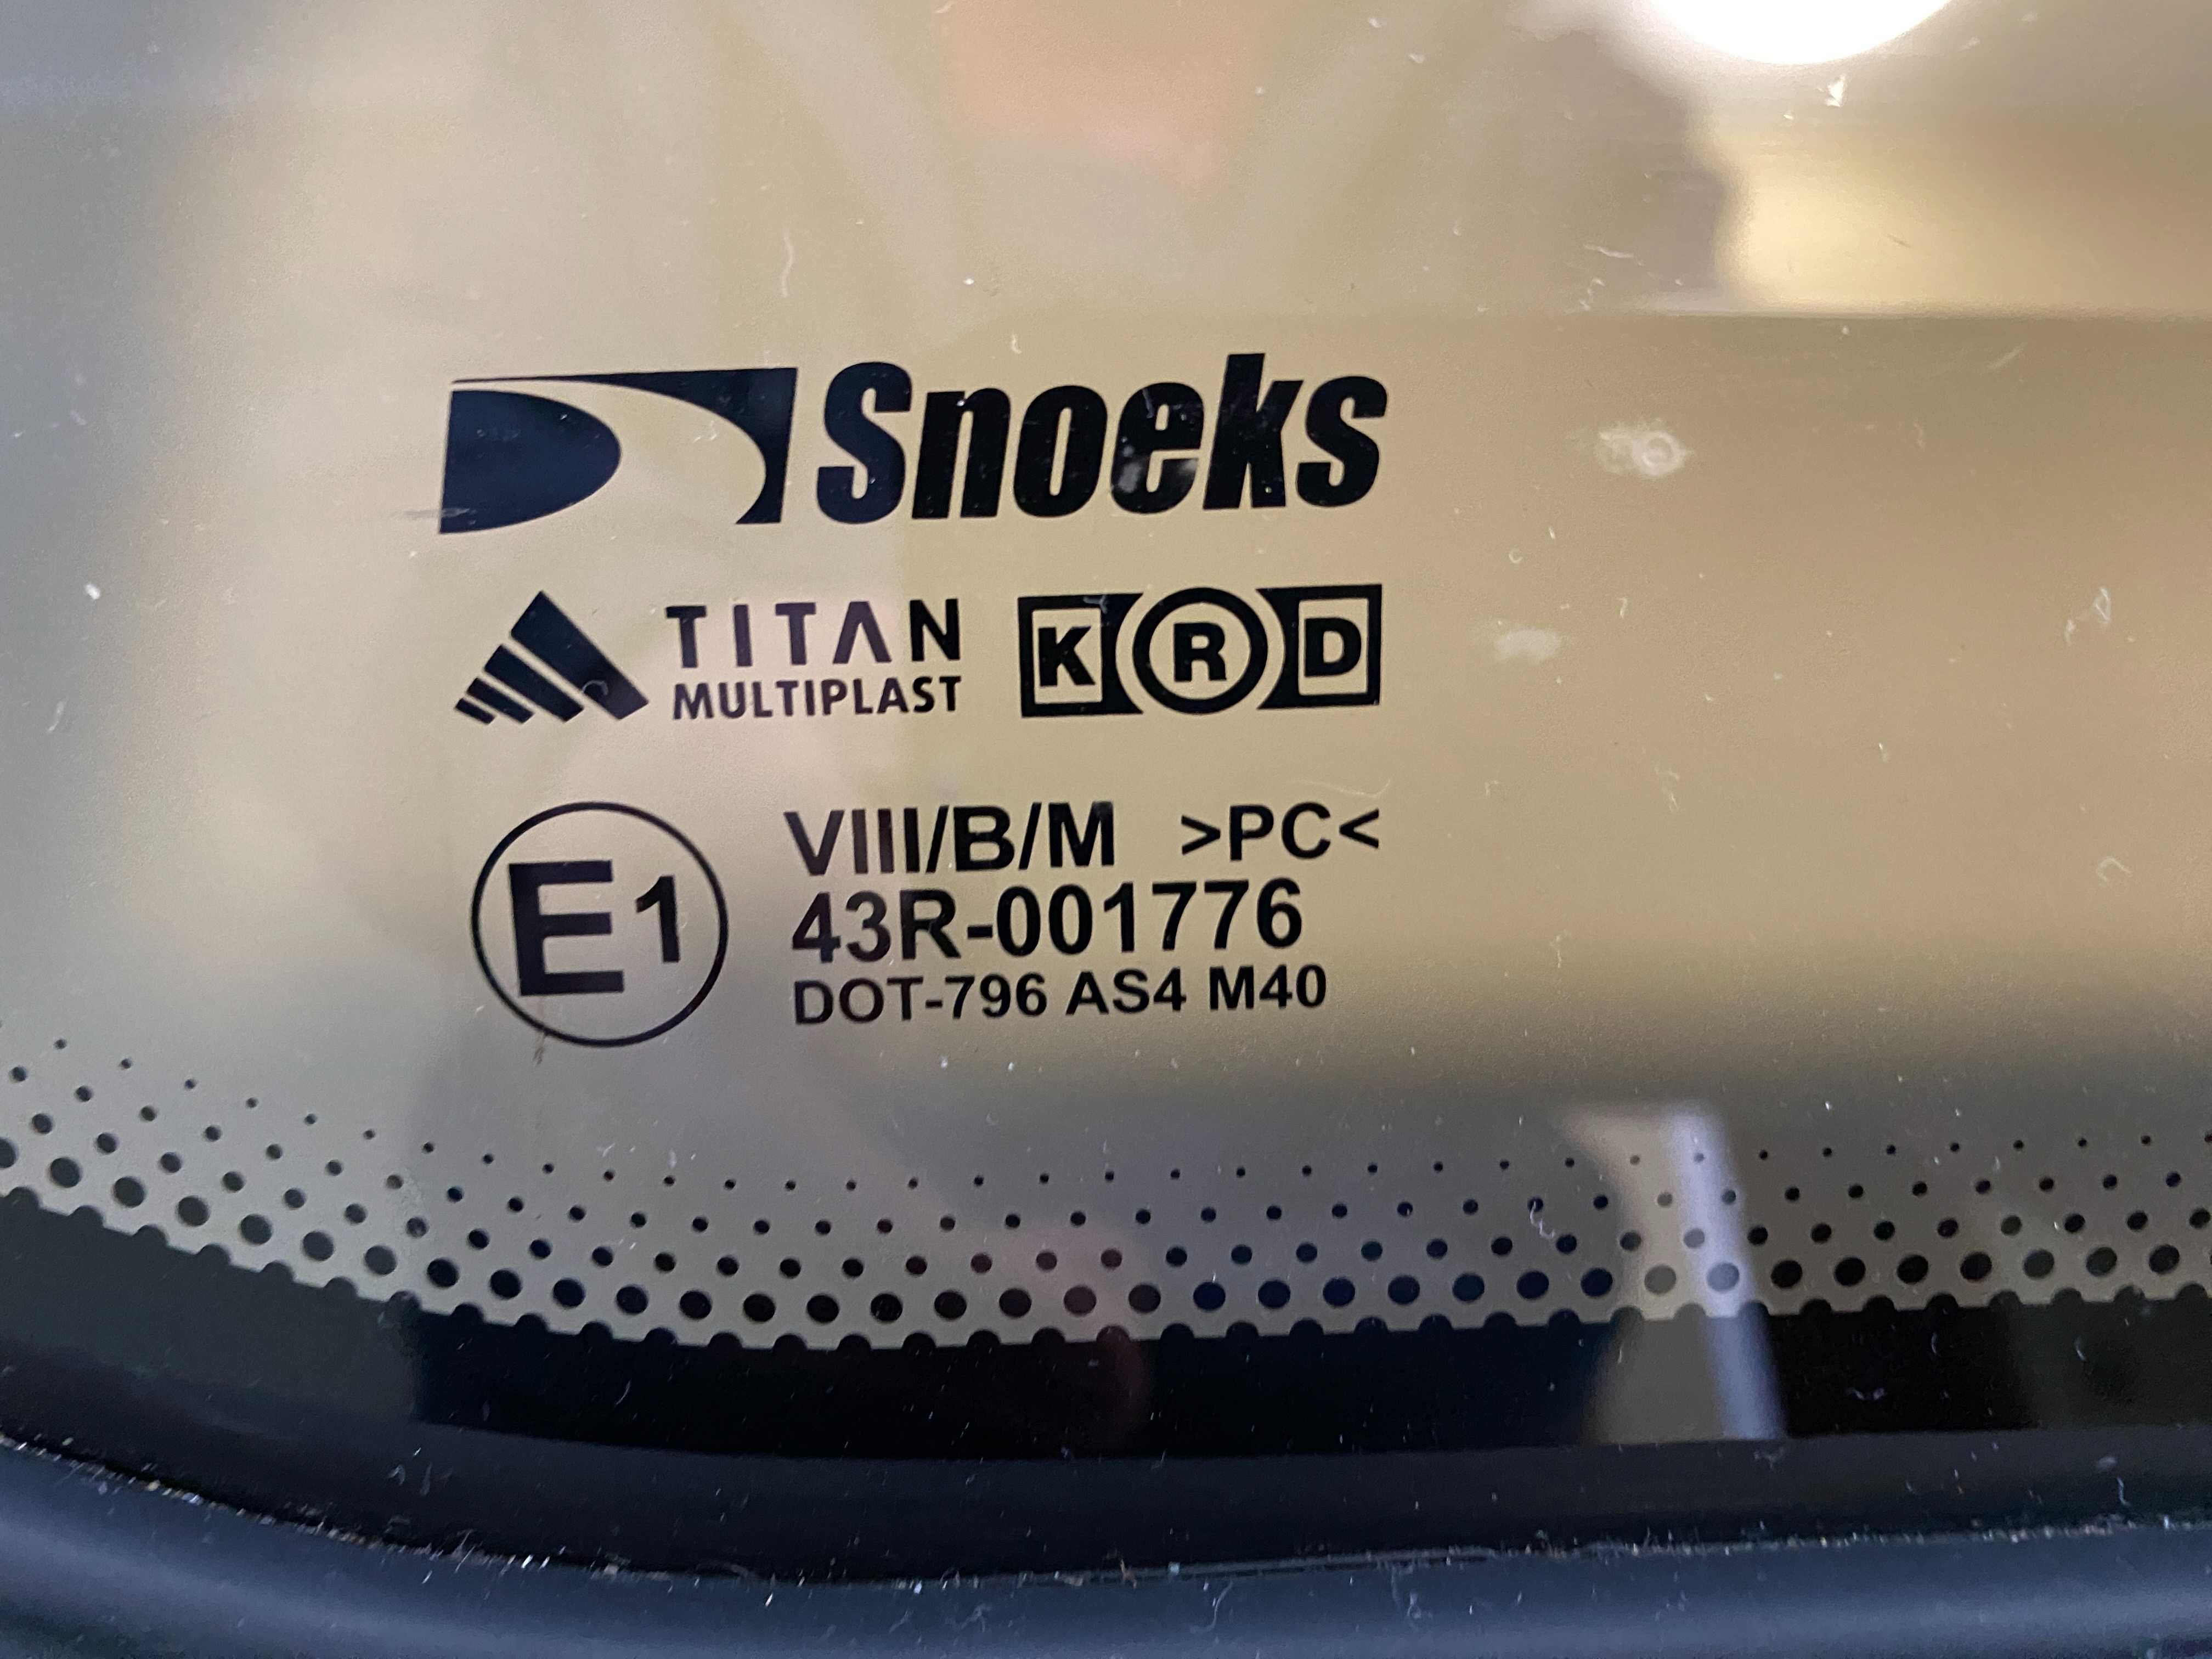 Snoeks
TITAN MULTIPLAST
KRD
E1
VIII/B/M >PC<
43R-001776
DOT-796 AS4 M40